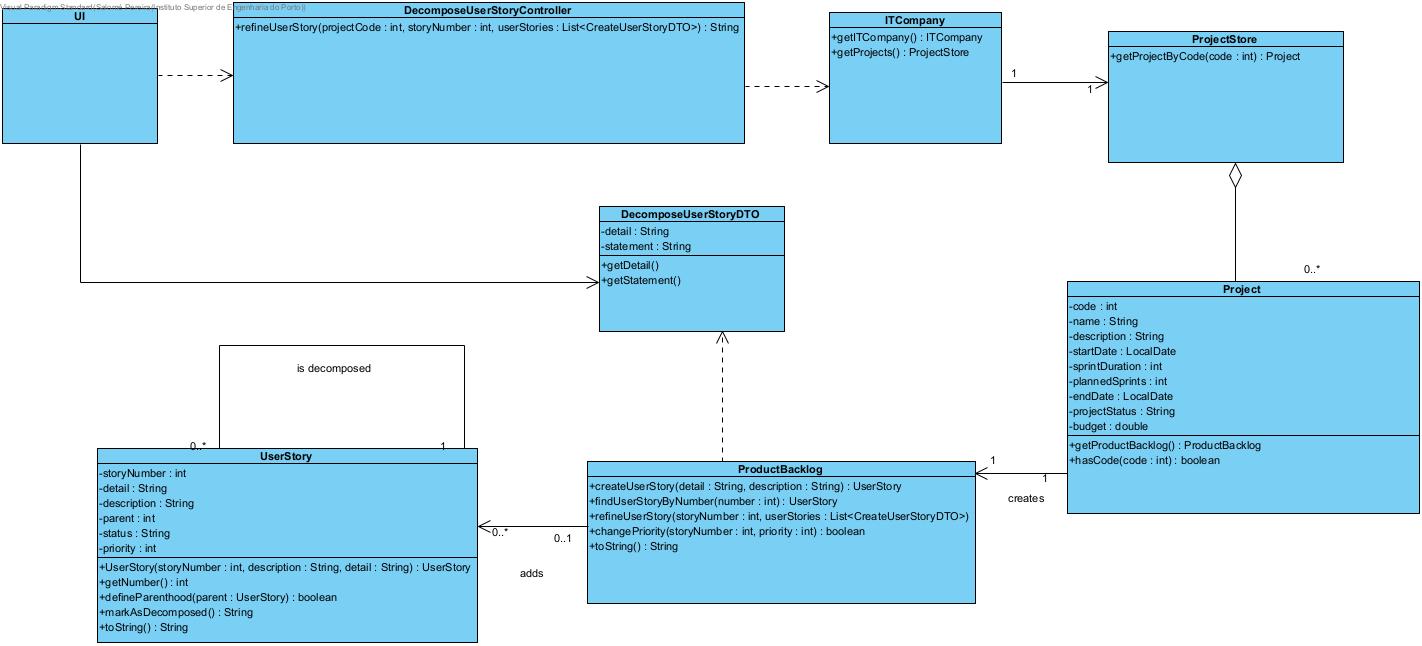 Visual Paradigm Standard(Salomé Pereira(Instituto Superior de Engenharia do Porto))
UI
DecomposeUserStoryController
+refineUserStory(projectCode : int, storyNumber : int, userStories : List<CreateUserStoryDTO>) : String
ITCompany
+getITCompany() : ITCompany
+getProjects() : ProjectStore
1
1
ProjectStore
+getProjectByCode(code : int) : Project
DecomposeUserStoryDTO
-detail : String
-statement : String
+getDetail()
+getStatement()
0..*
Project
-code : int
-name : String
-description : String
-startDate : LocalDate
-sprintDuration : int
-plannedSprints : int
-endDate : LocalDate
-projectStatus : String
-budget : double
+getProductBacklog() : ProductBacklog
+hasCode(code : int) : boolean
is decomposed
0..*
1
UserStory
-storyNumber : int
-detail : String
-description : String
-parent : int
-status : String
-priority : int
+UserStory(storyNumber : int, description : String, detail : String) : UserStory
+getNumber() : int
+defineParenthood(parent : UserStory) : boolean
+markAsDecomposed() : String
+toString() : String
0..*
0..1
adds
ProductBacklog
+createUserStory(detail : String, description : String) : UserStory
+findUserStoryByNumber(number : int) : UserStory
+refineUserStory(storyNumber : int, userStories : List<CreateUserStoryDTO>)
+changePriority(storyNumber : int, priority : int) : boolean
+toString() : String
1
1
creates